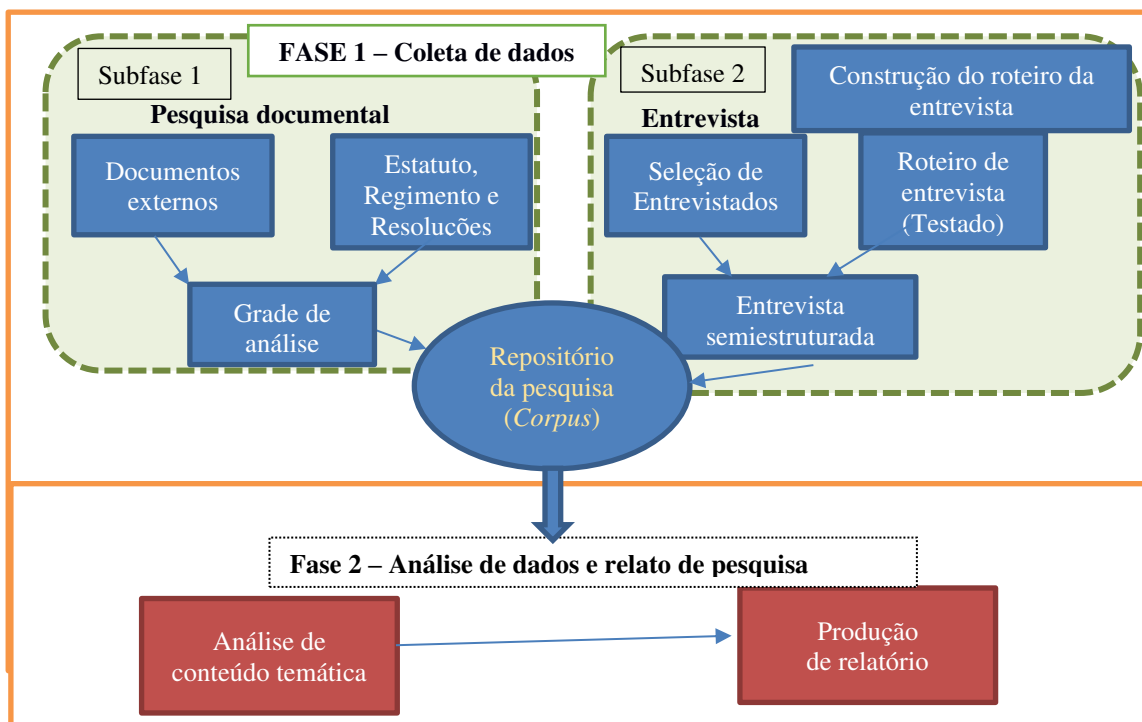 FASE 1 – Coleta de dados
Subfase 1
Pesquisa documental
Documentos
externos
Estatuto,
Regimento e
Resoluções
Grade de
análise
Subfase 2
Entrevista
Construção do roteiro da
entrevista
Seleção de
Entrevistados
Roteiro de
entrevista
(Testado)
Entrevista
semiestruturada
Repositório
da pesquisa
(Corpus)
Fase 2 – Análise de dados e relato de pesquisa
Análise de
conteúdo temática
Produção
de relatório